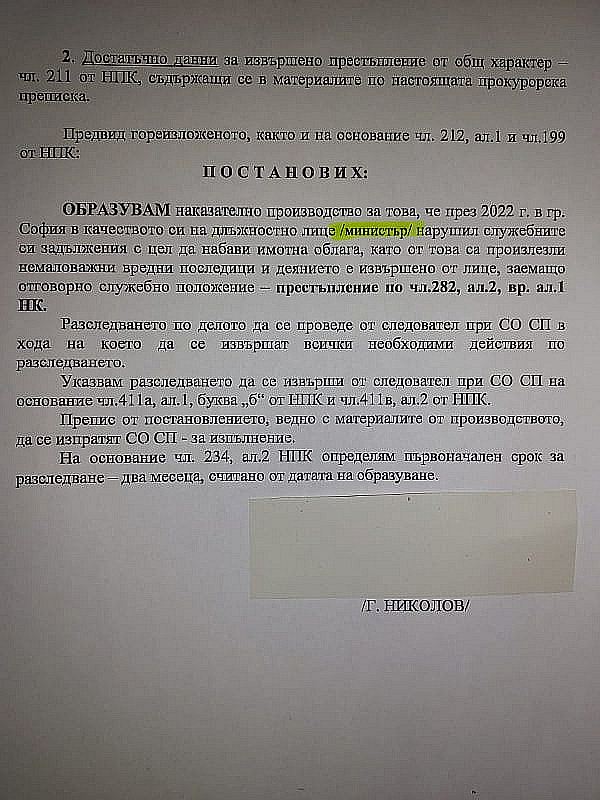 2. Достатъчно данни за извършено престъпление от общ характер –
чл. 211 от НПК, съдържащи се в материалите по настоящата прокурорска
преписка.
Предвид гореизложеното, както и на основание чл. 212, ал.1 и чл.199
от НПК:
П О С Т А Н О В И Х:
ОБРАЗУВАМ наказателно производство за това, че през 2022 г. в гр.
София в качеството си на длъжностно лице /министър/ нарушил служебните
си задължения с цел да набави имотна облага, като от това са произлезли
немаловажни вредни последици и деянието е извършено от лице, заемащо
отговорно служебно положение – престъпление по чл.282, ал.2, вр. ал.1
НК.
Разследването по делото да се проведе от следовател при СО СП в
хода на което да се извършат всички необходими действия по
разследването.
Указвам разследването да се извърши от следовател при СО СП на
основание чл.411а, ал.1, буква „б“ от НПК и чл.411в, ал.2 от НПК.
Препис от постановлението, ведно с материалите от производството,
да се изпратят СО СП - за изпълнение.
На основание чл. 234, ал.2 НПК определям първоначален срок за
разследване – два месеца, считано от датата на образуване.
/Г. НИКОЛОВ/